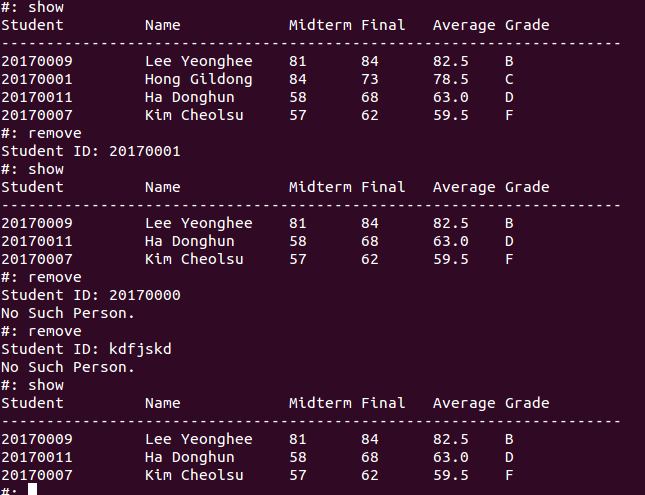 #: show
Student Name Midterm Final Average Grade
---------------------------------------------------------------------
20170009 Lee Yeonghee 81 84 82.5 B
20170001 Hong Gildong 84 73 78.5 C
20170011 Ha Donghun 58 68 63.0 D
20170007 Kim Cheolsu 57 62 59.5 F
#: remove
Student ID: 20170001
#: show
Student Name Midterm Final Average Grade
---------------------------------------------------------------------
20170009 Lee Yeonghee 81 84 82.5 B
20170011 Ha Donghun 58 68 63.0 D
20170007 Kim Cheolsu 57 62 59.5 F
#: remove
Student ID: 20170000
No Such Person.
#: remove
Student ID: kdfjskd
No Such Person.
#: show
Student Name Midterm Final Average Grade
---------------------------------------------------------------------
20170009 Lee Yeonghee 81 84 82.5 B
20170011 Ha Donghun 58 68 63.0 D
20170007 Kim Cheolsu 57 62 59.5 F
#: